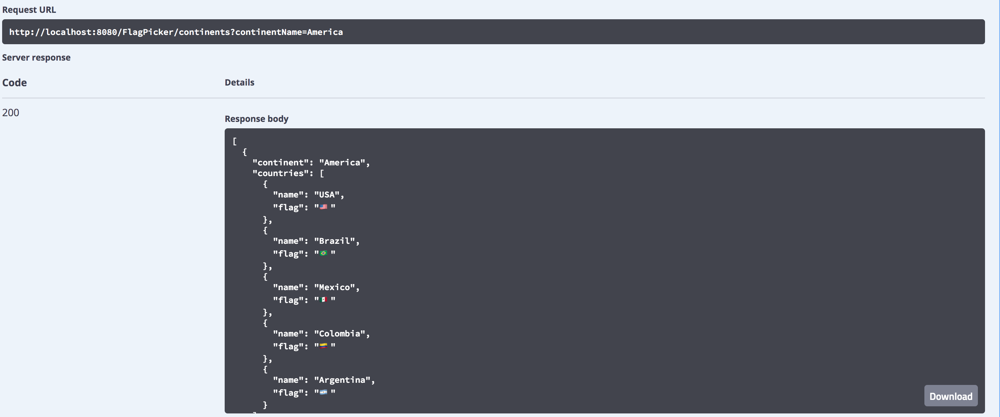 Request URL
http://localhost:8080/FlagPicker/continents?continentName=America
Server response
Code Details
200
Response body
[
  {
    "continent": "America",
    "countries": [
      {
        "name": "USA",
        "flag": "🇺🇸 "
      },
      {
        "name": "Brazil",
        "flag": "🇧🇷 "
      },
      {
        "name": "Mexico",
        "flag": "🇲🇽 "
      },
      {
        "name": "Colombia",
        "flag": "🇨🇴 "
      },
      {
        "name": "Argentina",
        "flag": "🇦🇷 "
      }
Download